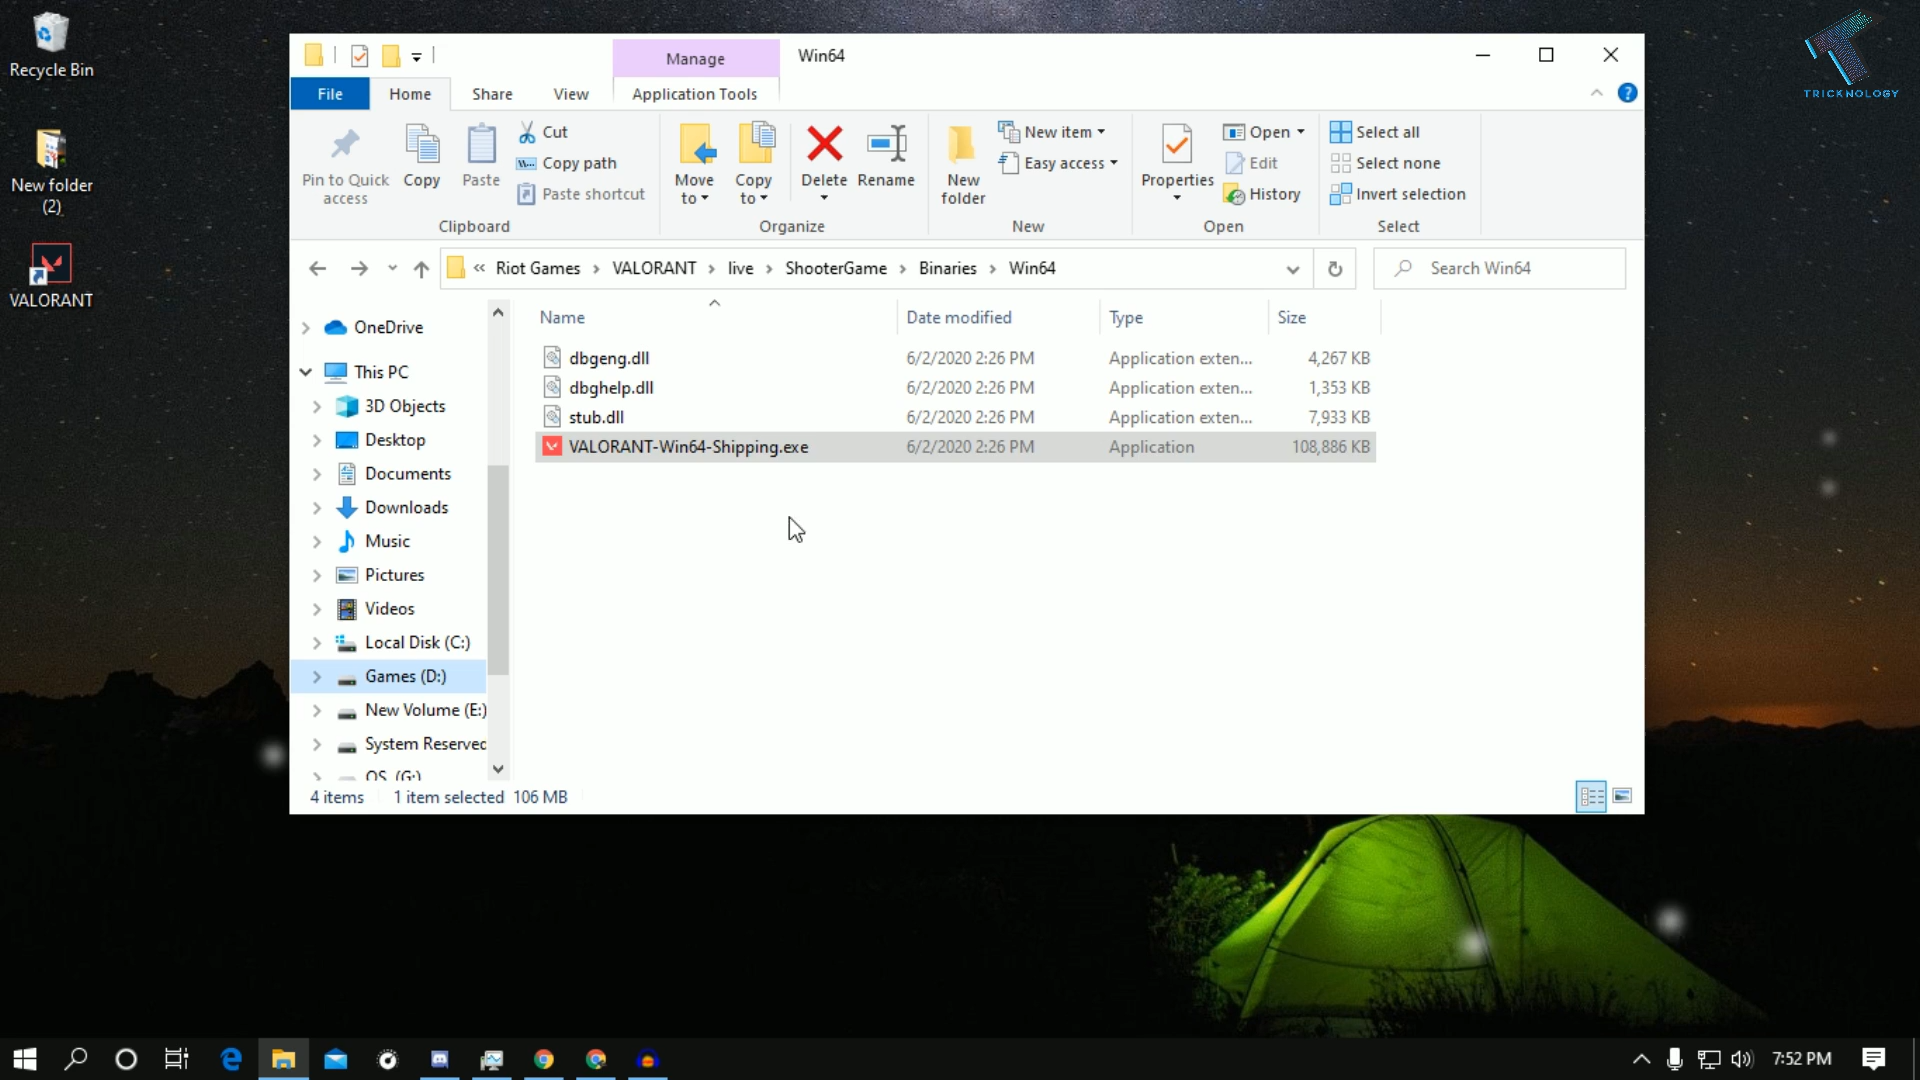 Recycle Bin
New folder
(2)
VALORANT
TRICKNOLOGY
Manage
Win64
File
Home
Share
View
Application Tools
Pin to Quick
access
Copy
Paste
Cut
Copy path
Paste shortcut
Clipboard
Move
to
Copy
to
Delete
Rename
Organize
New
folder
New item
Easy access
New
Properties
Open
Edit
History
Open
Select all
Select none
Invert selection
Select
« Riot Games › VALORANT › live › ShooterGame › Binaries › Win64
Search Win64
OneDrive
This PC
3D Objects
Desktop
Documents
Downloads
Music
Pictures
Videos
Local Disk (C:)
Games (D:)
New Volume (E:)
System Reserved
OS (G:)
Name Date modified Type Size
dbgeng.dll 6/2/2020 2:26 PM Application exten... 4,267 KB
dbghelp.dll 6/2/2020 2:26 PM Application exten... 1,353 KB
stub.dll 6/2/2020 2:26 PM Application exten... 7,933 KB
VALORANT-Win64-Shipping.exe 6/2/2020 2:26 PM Application 108,886 KB
4 items 1 item selected 106 MB
7:52 PM